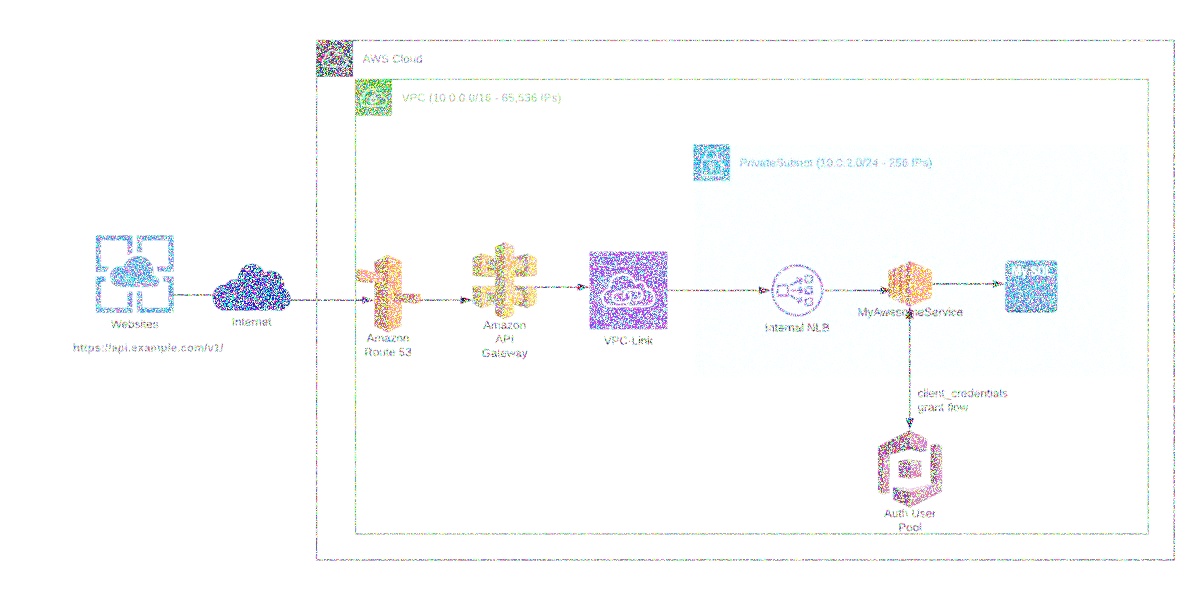 AWS Cloud
VPC (10.0.0.0/16 - 65,536 IPs)
PrivateSubnet (10.0.2.0/24 - 256 IPs)
MySQL
Websites
https://api.example.com/v1/
Internet
Amazon
Route 53
Amazon
API
Gateway
VPC-Link
Internal NLB
MyAwesomeService
client_credentials
grant flow
Auth User
Pool